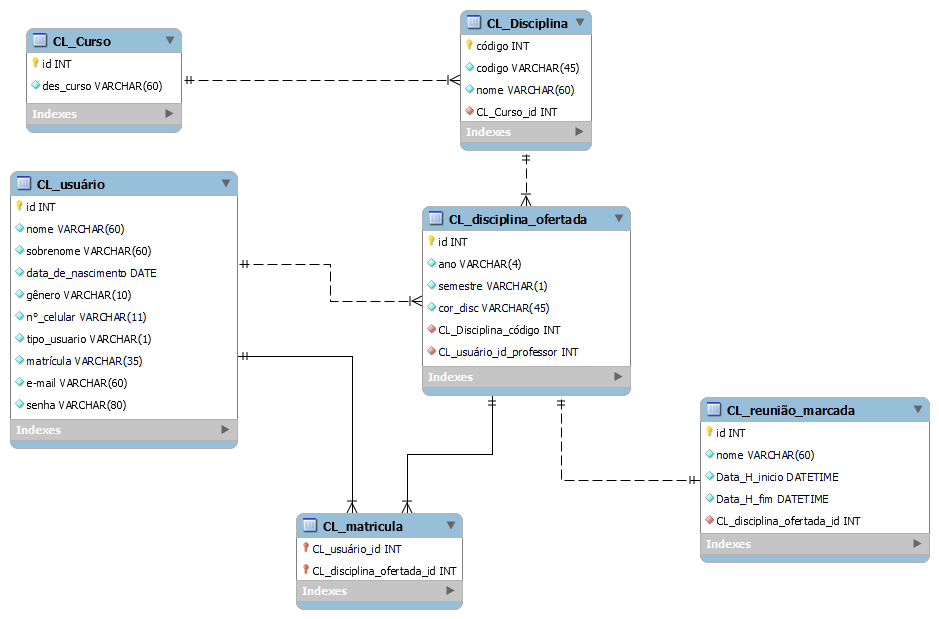 CL_Curso
id INT
des_curso VARCHAR(60)
Indexes
CL_Disciplina
código INT
codigo VARCHAR(45)
nome VARCHAR(60)
CL_Curso_id INT
Indexes
CL_usuário
id INT
nome VARCHAR(60)
sobrenome VARCHAR(60)
data_de_nascimento DATE
gênero VARCHAR(10)
nº_celular VARCHAR(11)
tipo_usuario VARCHAR(1)
matrícula VARCHAR(35)
e-mail VARCHAR(60)
senha VARCHAR(80)
Indexes
CL_disciplina_ofertada
id INT
ano VARCHAR(4)
semestre VARCHAR(1)
cor_disc VARCHAR(45)
CL_Disciplina_código INT
CL_usuário_id_professor INT
Indexes
CL_reunião_marcada
id INT
nome VARCHAR(60)
Data_H_inicio DATETIME
Data_H_fim DATETIME
CL_disciplina_ofertada_id INT
Indexes
CL_matricula
CL_usuário_id INT
CL_disciplina_ofertada_id INT
Indexes